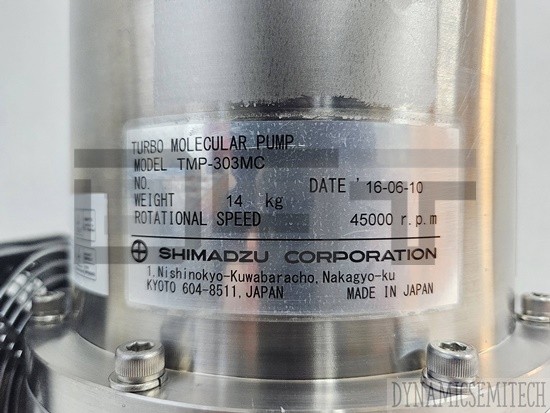 TURBO MOLECULAR PUMP
MODEL TMP-303MC
NO. DATE '16-06-10
WEIGHT 14 kg
ROTATIONAL SPEED 45000 r.p.m
SHIMADZU CORPORATION
1,Nishinokyo-Kuwabaracho,Nakagyo-ku
KYOTO 604-8511,JAPAN MADE IN JAPAN
DYNAMICSEMITECH